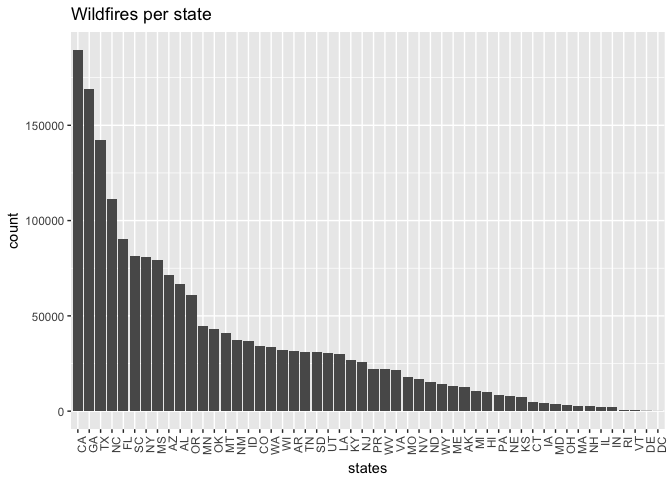 Wildfires per state
count
150000
100000
50000
0
CA GA TX NC FL SC NY MS AZ AL OR MN OK MT NM ID CO WA WI AR TN SD UT LA KY NJ PR WV VA MO NV ND WY ME AK MI HI PA NE KS CT IA MD OH MA NH IL IN RI VT DE DC
states